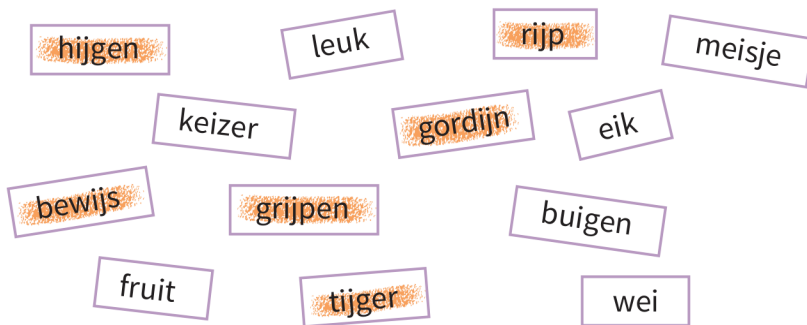 hijgen
leuk
rijp
meisje
keizer
gordijn
eik
bewijs
grijpen
buigen
fruit
tijger
wei